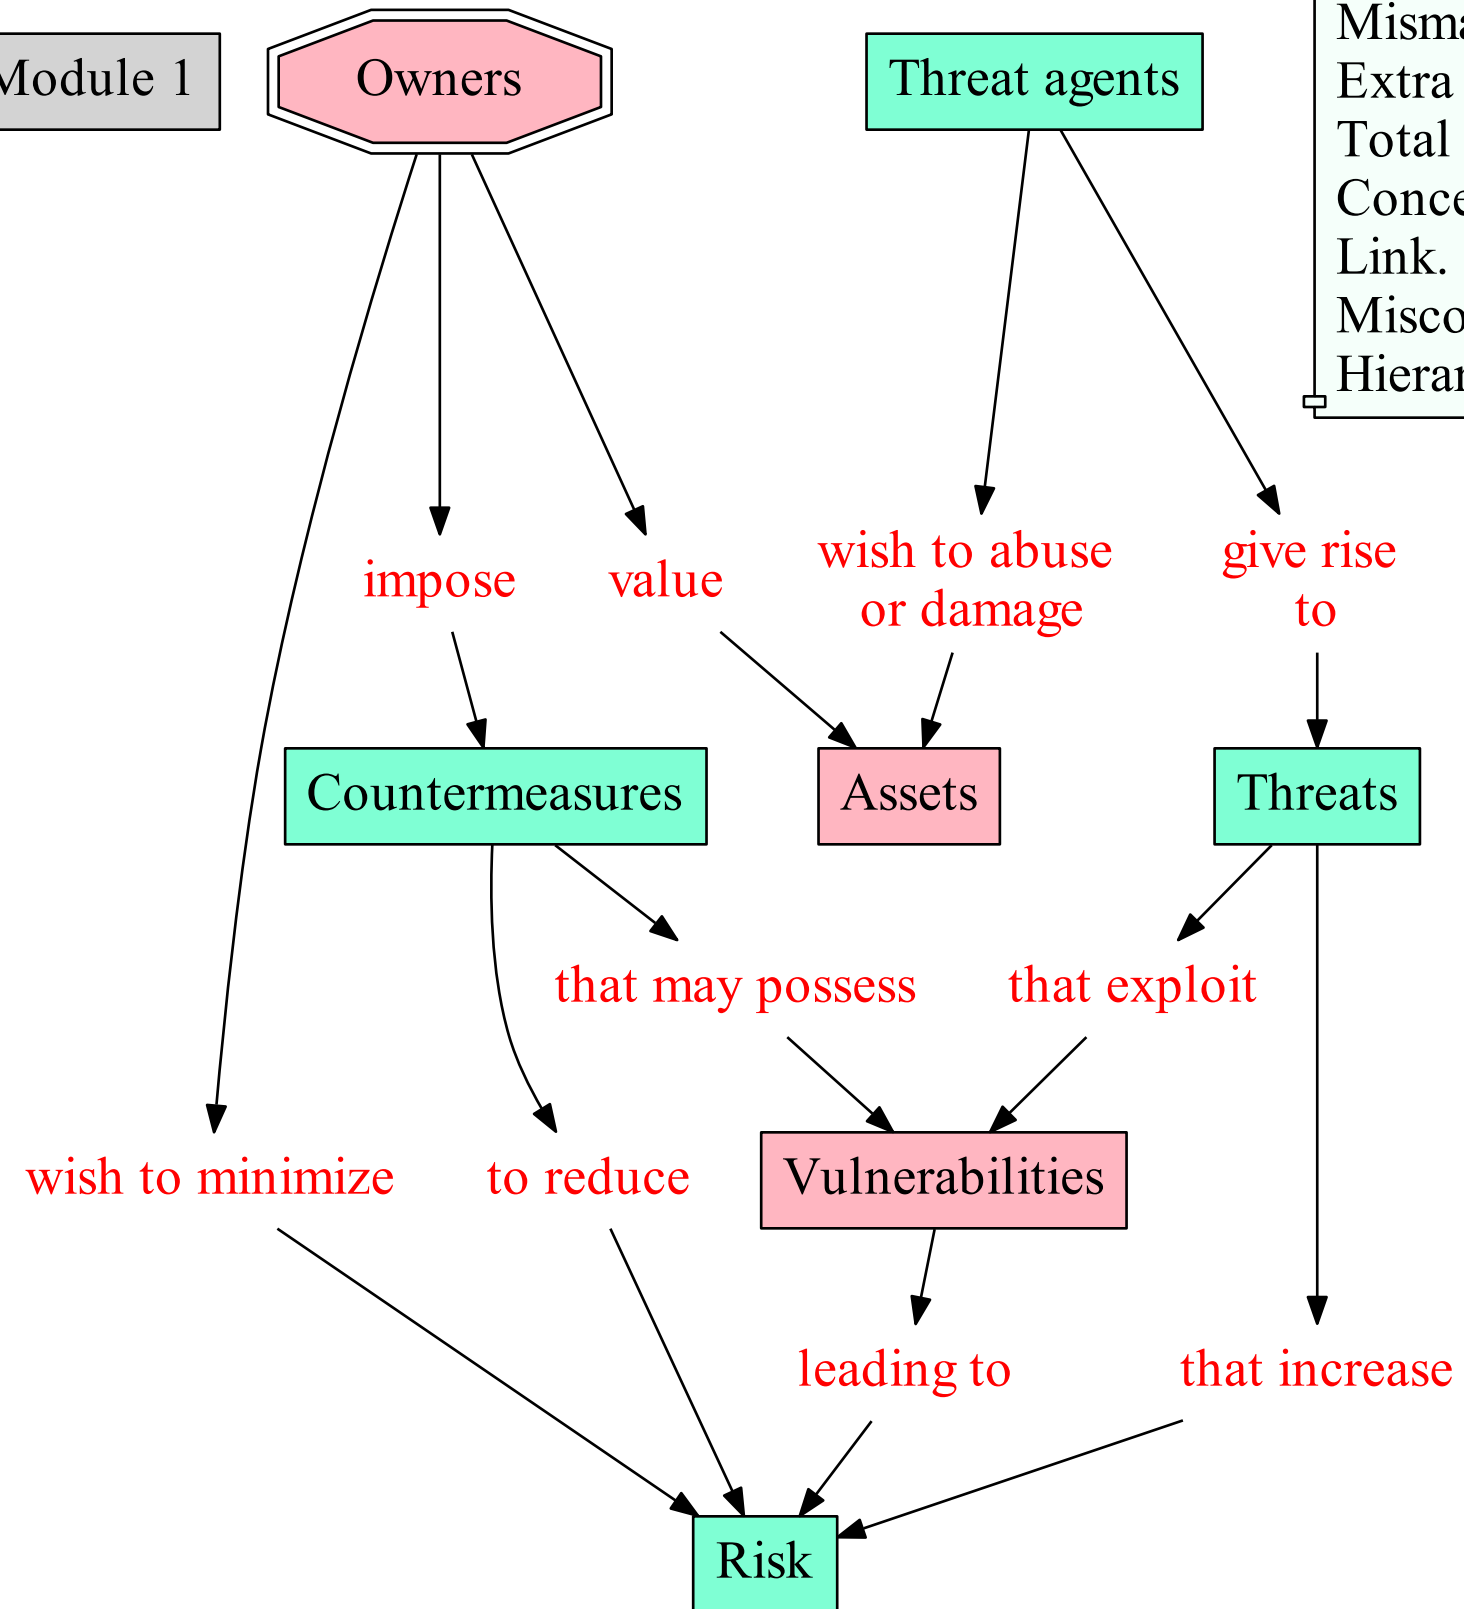 Module 1
Owners
Threat agents
Extra
Total
Link.
impose
value
wish to abuse
or damage
give rise
to
Countermeasures
Assets
Threats
that may possess
that exploit
wish to minimize
to reduce
Vulnerabilities
leading to
that increase
Risk